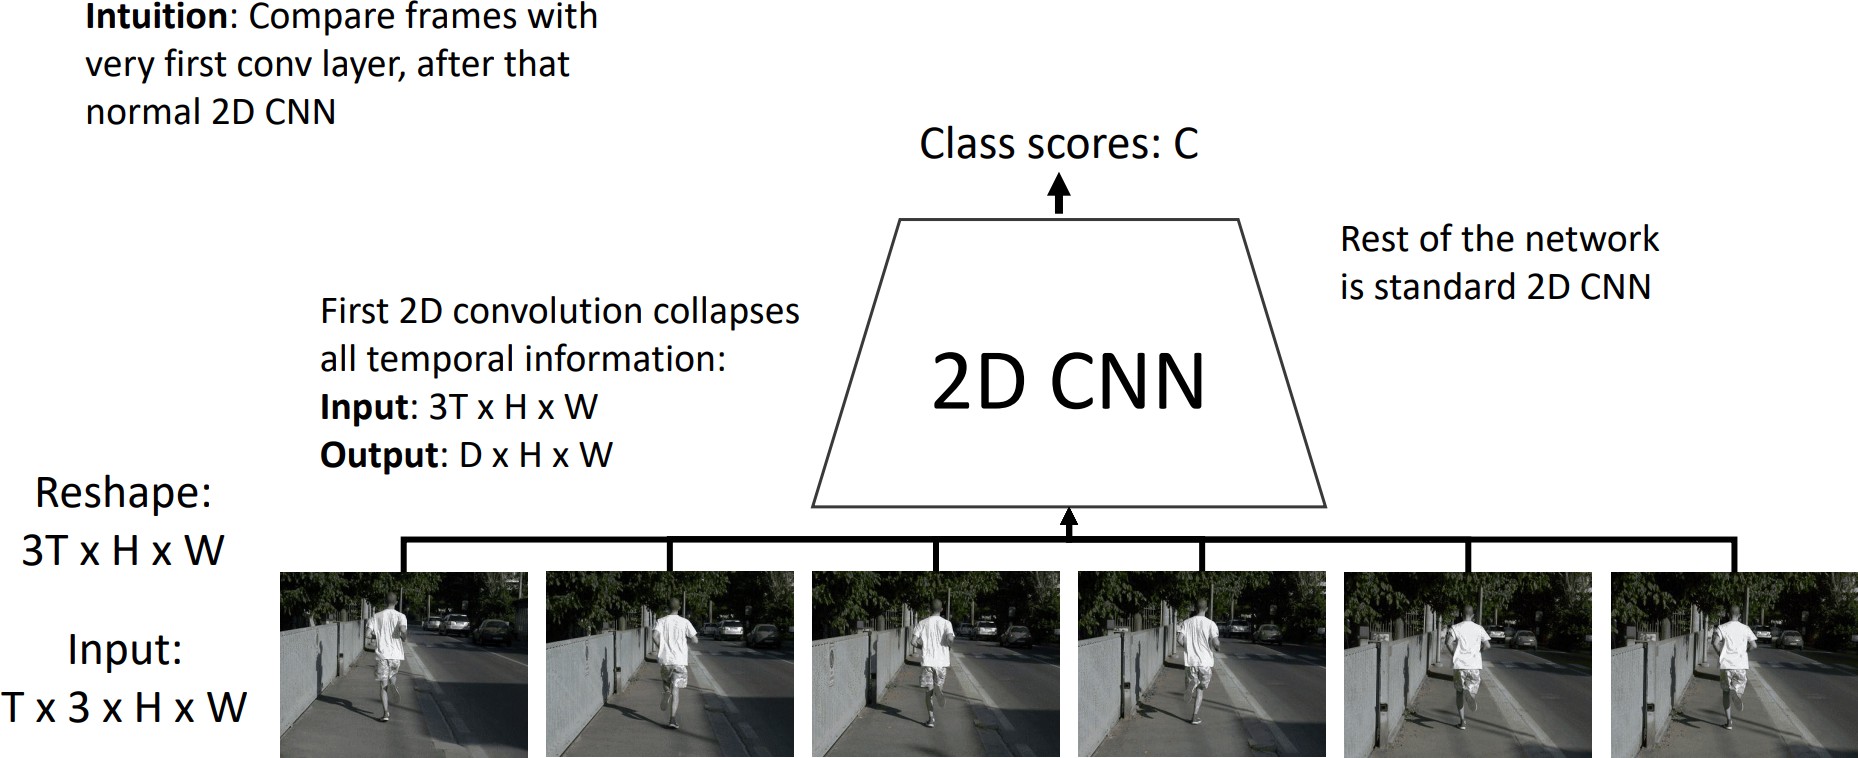 Intuition: Compare frames with
very first conv layer, after that
normal 2D CNN
Class scores: C
Rest of the network
is standard 2D CNN
First 2D convolution collapses
all temporal information:
Input: 3T x H x W
Output: D x H x W
2D CNN
Reshape:
3T x H x W
Input:
T x 3 x H x W